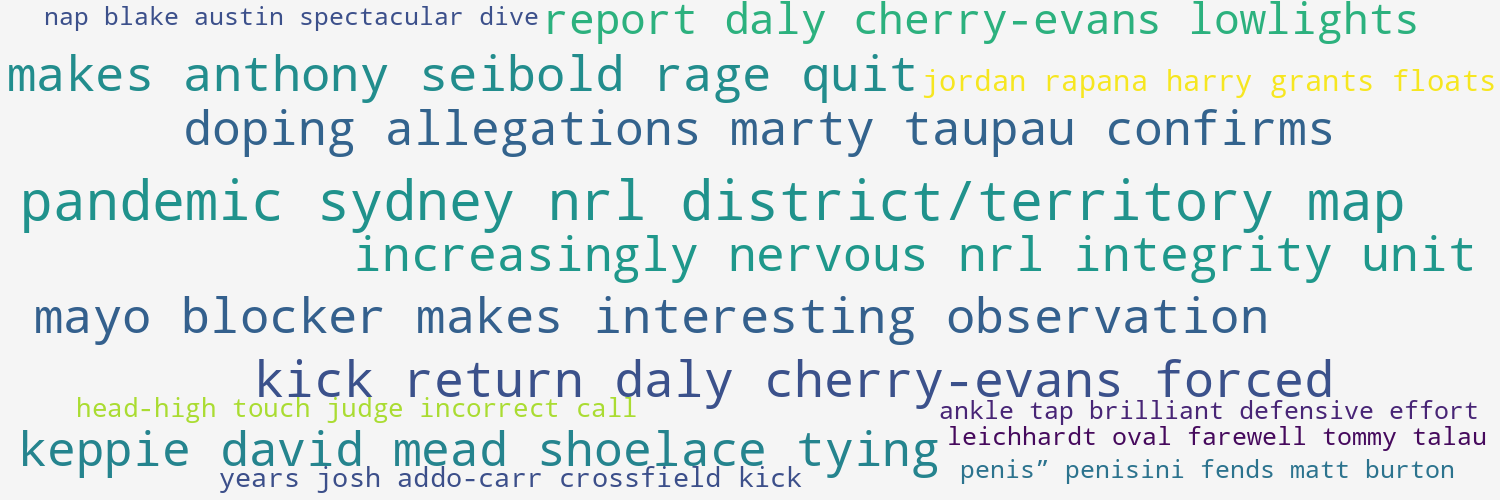 nap blake austin spectacular dive
report daly cherry-evans lowlights
makes anthony seibold rage quit
jordan rapana harry grants floats
doping allegations marty taupau confirms
pandemic sydney nrl district/territory map
increasingly nervous nrl integrity unit
mayo blocker makes interesting observation
kick return daly cherry-evans forced
head-high touch judge incorrect call
ankle tap brilliant defensive effort
leichhardt oval farewell tommy talau
keppie david mead shoelace tying
penis” penisini fends matt burton
years josh addo-carr crossfield kick